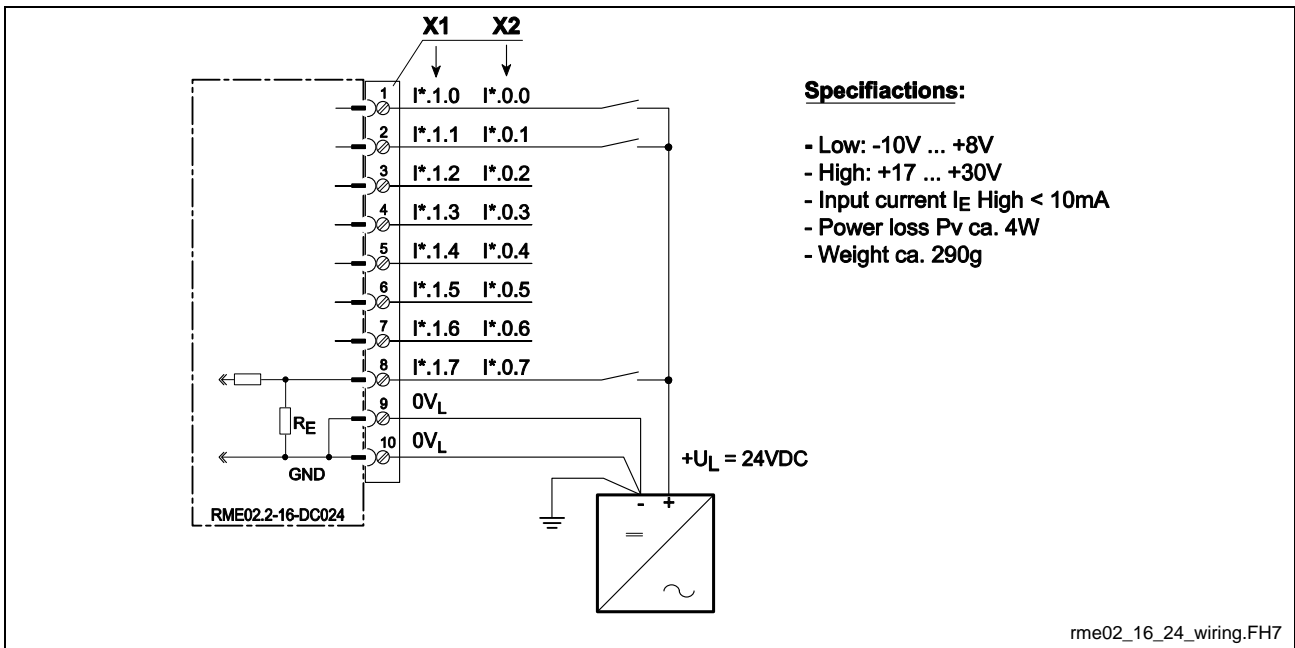 X1 X2
1 I*.1.0 I*.0.0
2 I*.1.1 I*.0.1
3 I*.1.2 I*.0.2
4 I*.1.3 I*.0.3
5 I*.1.4 I*.0.4
6 I*.1.5 I*.0.5
7 I*.1.6 I*.0.6
8 I*.1.7 I*.0.7
9 0VL
10 0VL
RE
GND
RME02.2-16-DC024
+UL = 24VDC
- +
Specifiactions:
- Low: -10V ... +8V
- High: +17 ... +30V
- Input current IE High < 10mA
- Power loss Pv ca. 4W
- Weight ca. 290g
rme02_16_24_wiring.FH7